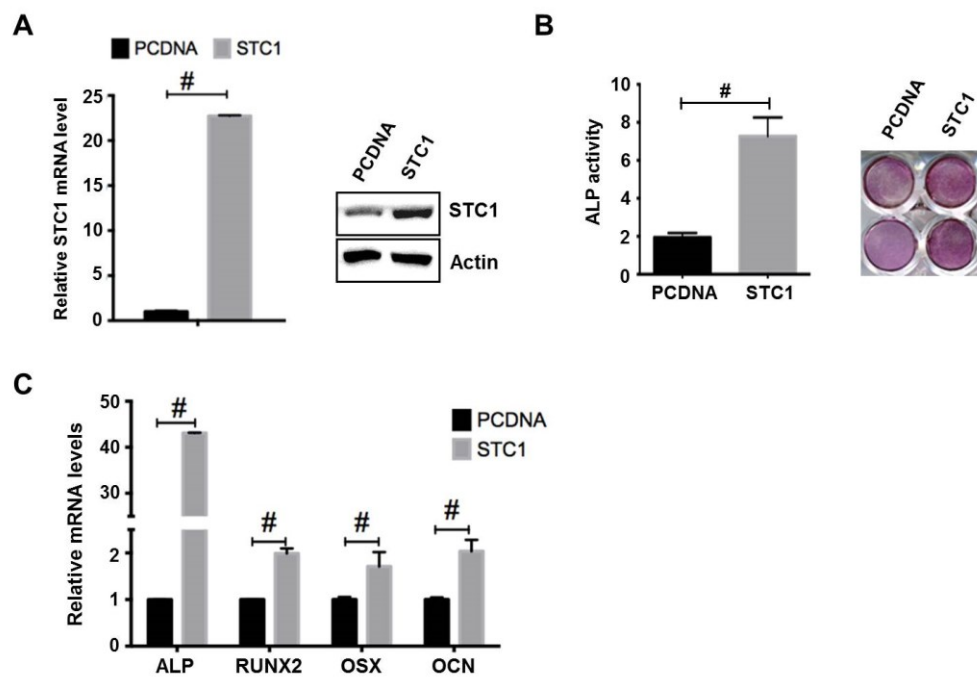 A
PCDNA STC1
#
Relative STC1 mRNA level
25
20
15
10
5
0
PCDNA STC1
STC1
Actin
B
#
ALP activity
10
8
6
4
2
0
PCDNA STC1
PCDNA STC1
C
PCDNA
STC1
Relative mRNA levels
50
40
30
2
1
0
# # # #
ALP RUNX2 OSX OCN